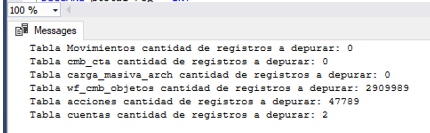 100 %
Messages
Tabla Movimientos cantidad de registros a depurar: 0
Tabla cmb_cta cantidad de registros a depurar: 0
Tabla carga_masiva_arch cantidad de registros a depurar: 0
Tabla wf_cmb_objetos cantidad de registros a depurar: 2909989
Tabla acciones cantidad de registros a depurar: 47789
Tabla cuentas cantidad de registros a depurar: 2